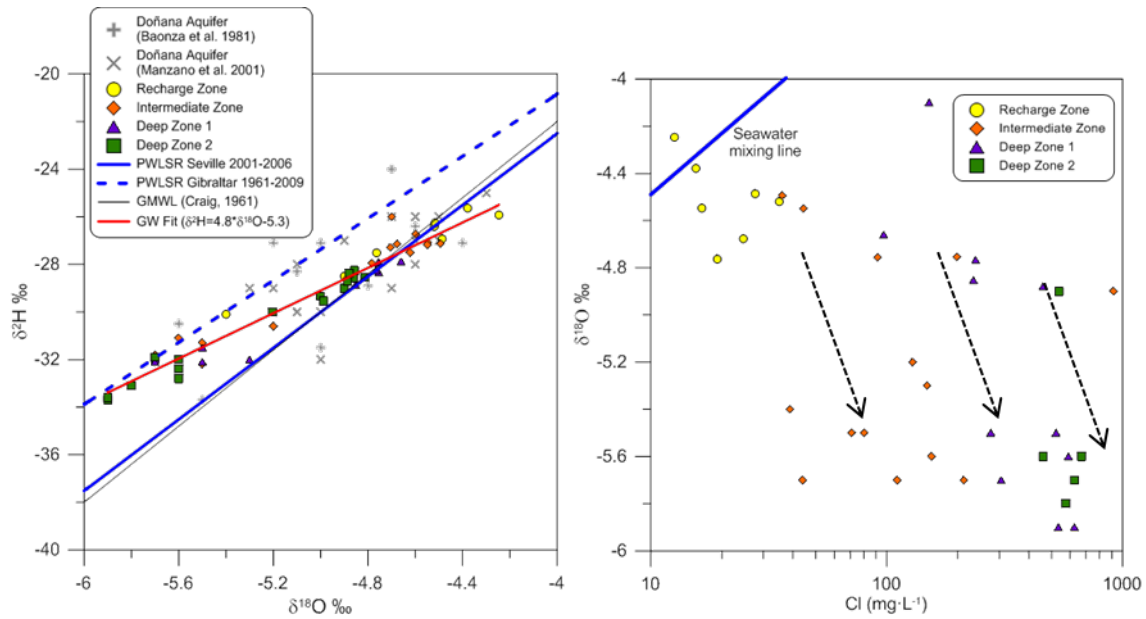 Doñana Aquifer
(Baonza et al. 1981)
Doñana Aquifer
(Manzano et al. 2001)
Recharge Zone
Intermediate Zone
Deep Zone 1
Deep Zone 2
PWLSR Seville 2001-2006
PWLSR Gibraltar 1961-2009
GMWL (Craig, 1961)
GW Fit (δ²H=4.8*δ¹⁸O-5.3)
-20
-24
-28
-32
-36
-40
δ²H ‰
-6
-5.6
-5.2
-4.8
-4.4
-4
δ¹⁸O ‰
-4
-4.4
-4.8
-5.2
-5.6
-6
δ¹⁸O ‰
Seawater
mixing line
Recharge Zone
Intermediate Zone
Deep Zone 1
Deep Zone 2
10
100
1000
Cl (mg·L⁻¹)